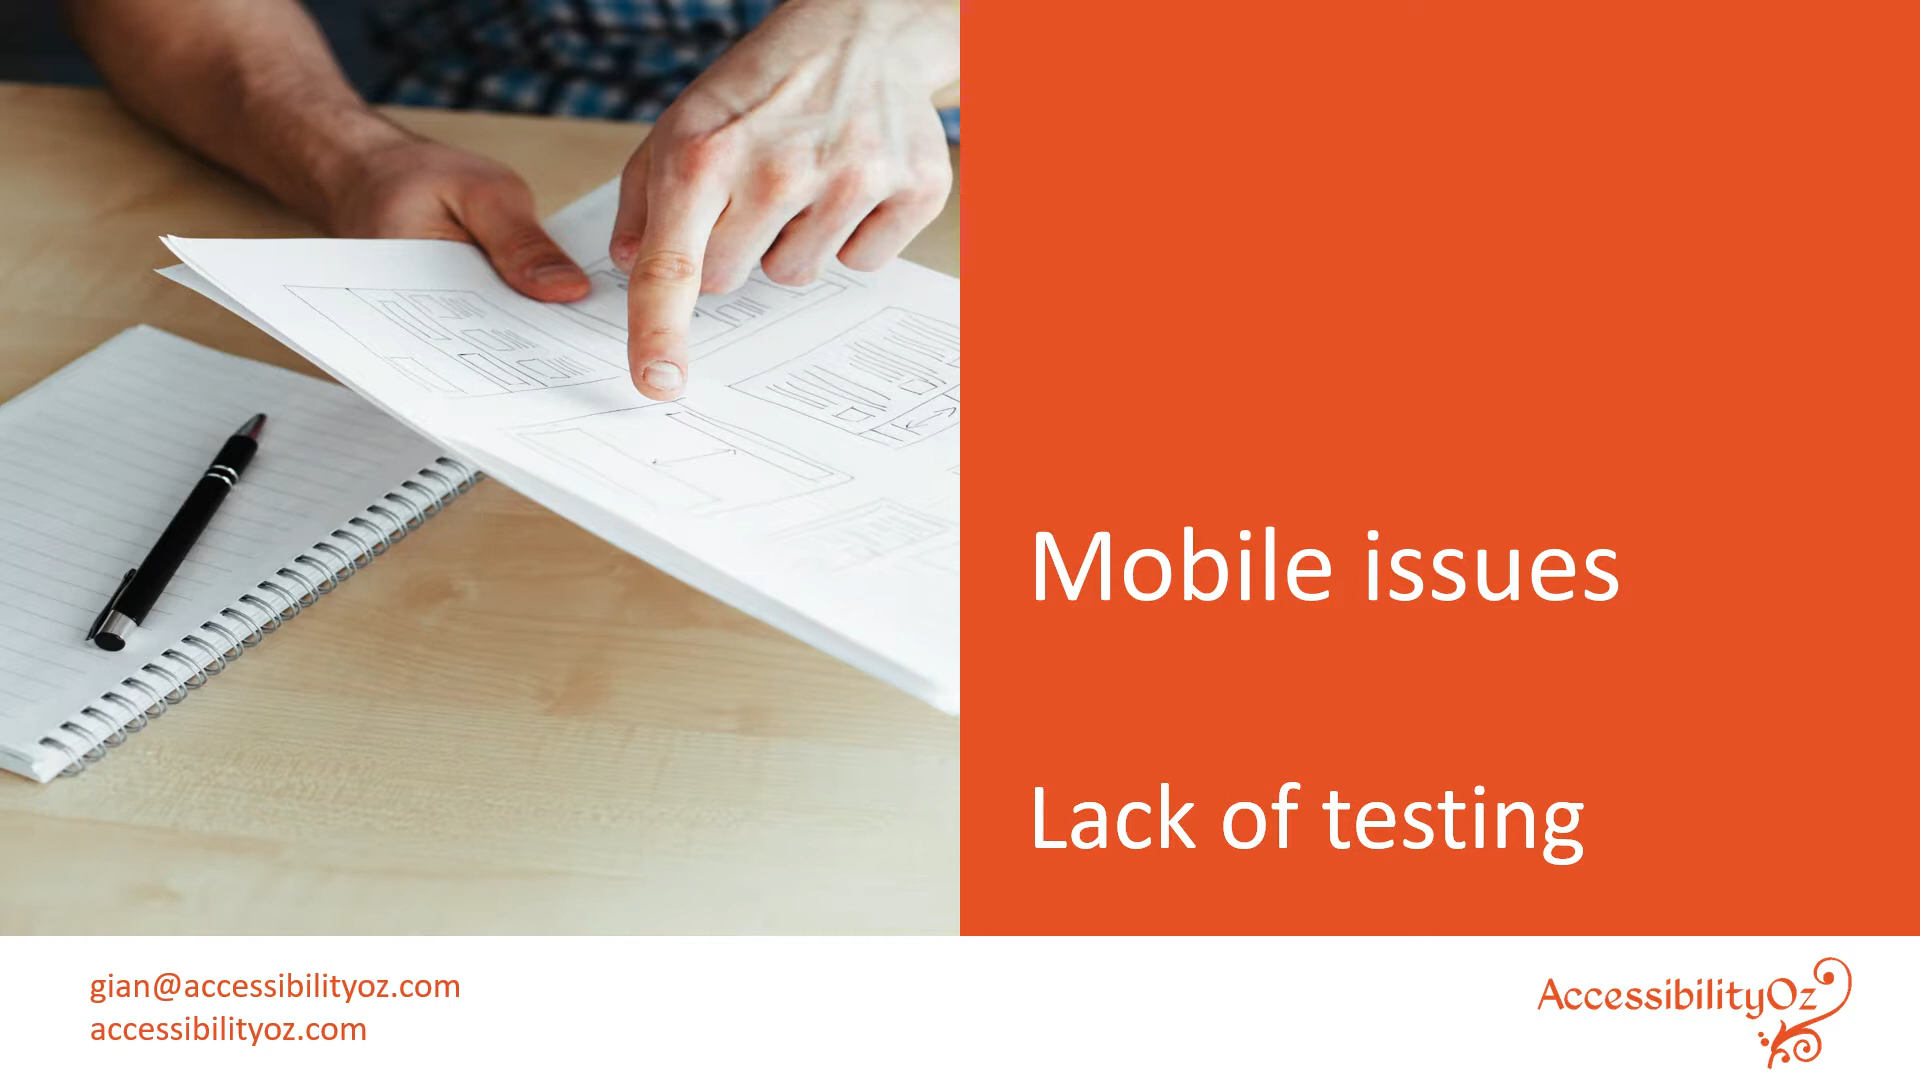 Mobile issues
Lack of testing
gian@accessibilityoz.com
accessibilityoz.com
AccessibilityOz